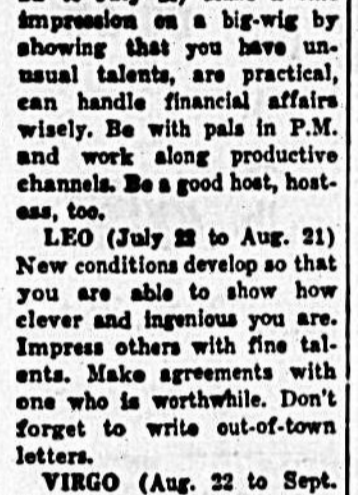 impression on a big-wig by
showing that you have un-
usual talents, are practical,
can handle financial affairs
wisely. Be with pals in P.M.
and work along productive
channels. Be a good host, host-
ess, too.
LEO (July 22 to Aug. 21)
New conditions develop so that
you are able to show how
clever and ingenious you are.
Impress others with fine tal-
ents. Make agreements with
one who is worthwhile. Don't
forget to write out-of-town
letters.
VIRGO (Aug. 22 to Sept.